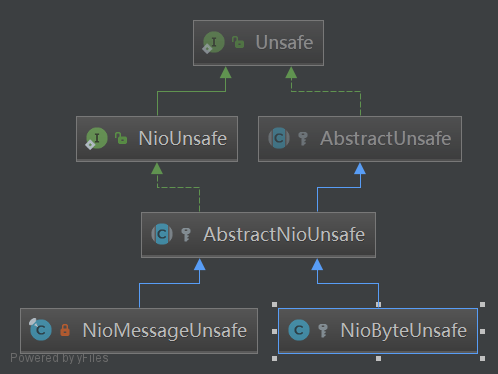 Unsafe
NioUnsafe
AbstractUnsafe
AbstractNioUnsafe
NioMessageUnsafe
NioByteUnsafe
Powered by yFiles